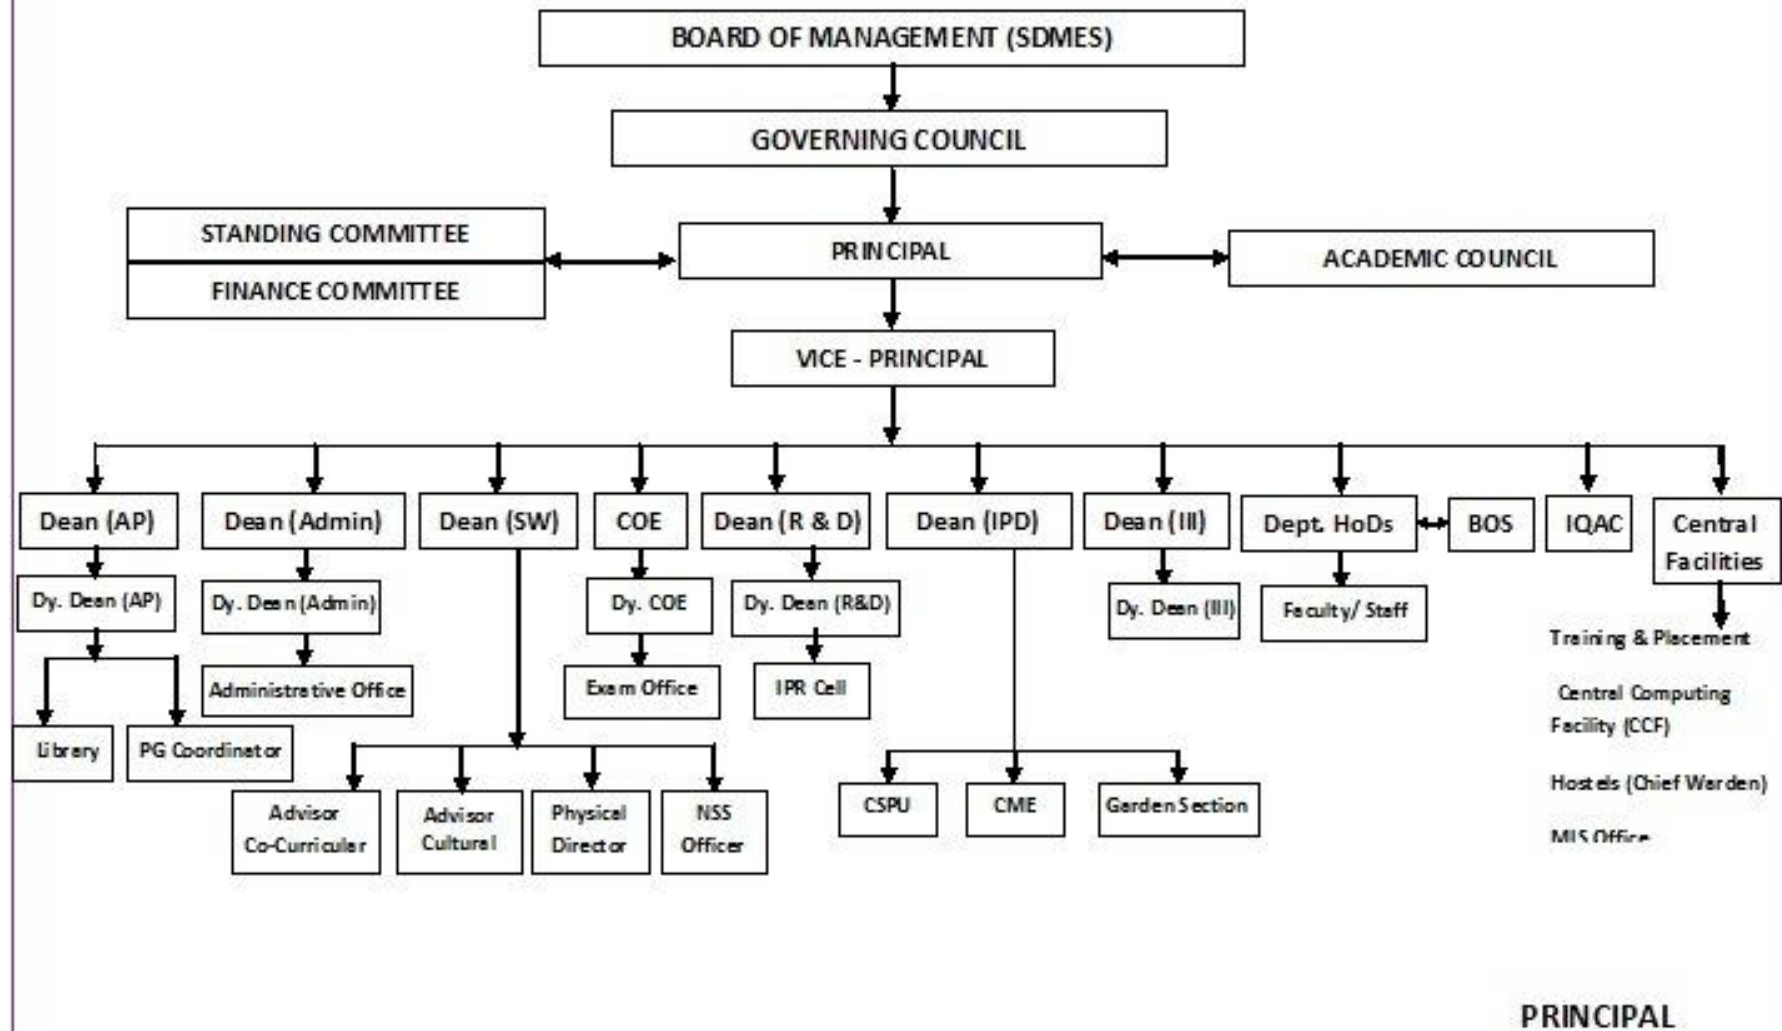 BOARD OF MANAGEMENT (SDMES)
GOVERNING COUNCIL
STANDING COMMITTEE
FINANCE COMMITTEE
PRINCIPAL
ACADEMIC COUNCIL
VICE - PRINCIPAL
Dean (AP)
Dean (Admin)
Dean (SW)
COE
Dean (R & D)
Dean (IPD)
Dean (III)
Dept. HoDs
BOS
IQAC
Central
Facilities
Dy. Dean (AP)
Dy. Dean (Admin)
Dy. COE
Dy. Dean (R&D)
Dy. Dean (III)
Faculty/ Staff
Training & Placement
Administrative Office
Exam Office
IPR Cell
Central Computing
Facility (CCF)
Library
PG Coordinator
Hostels (Chief Warden)
Advisor
Co-Curricular
Advisor
Cultural
Physical
Director
NSS
Officer
CSPU
CME
Garden Section
MIS Office
PRINCIPAL